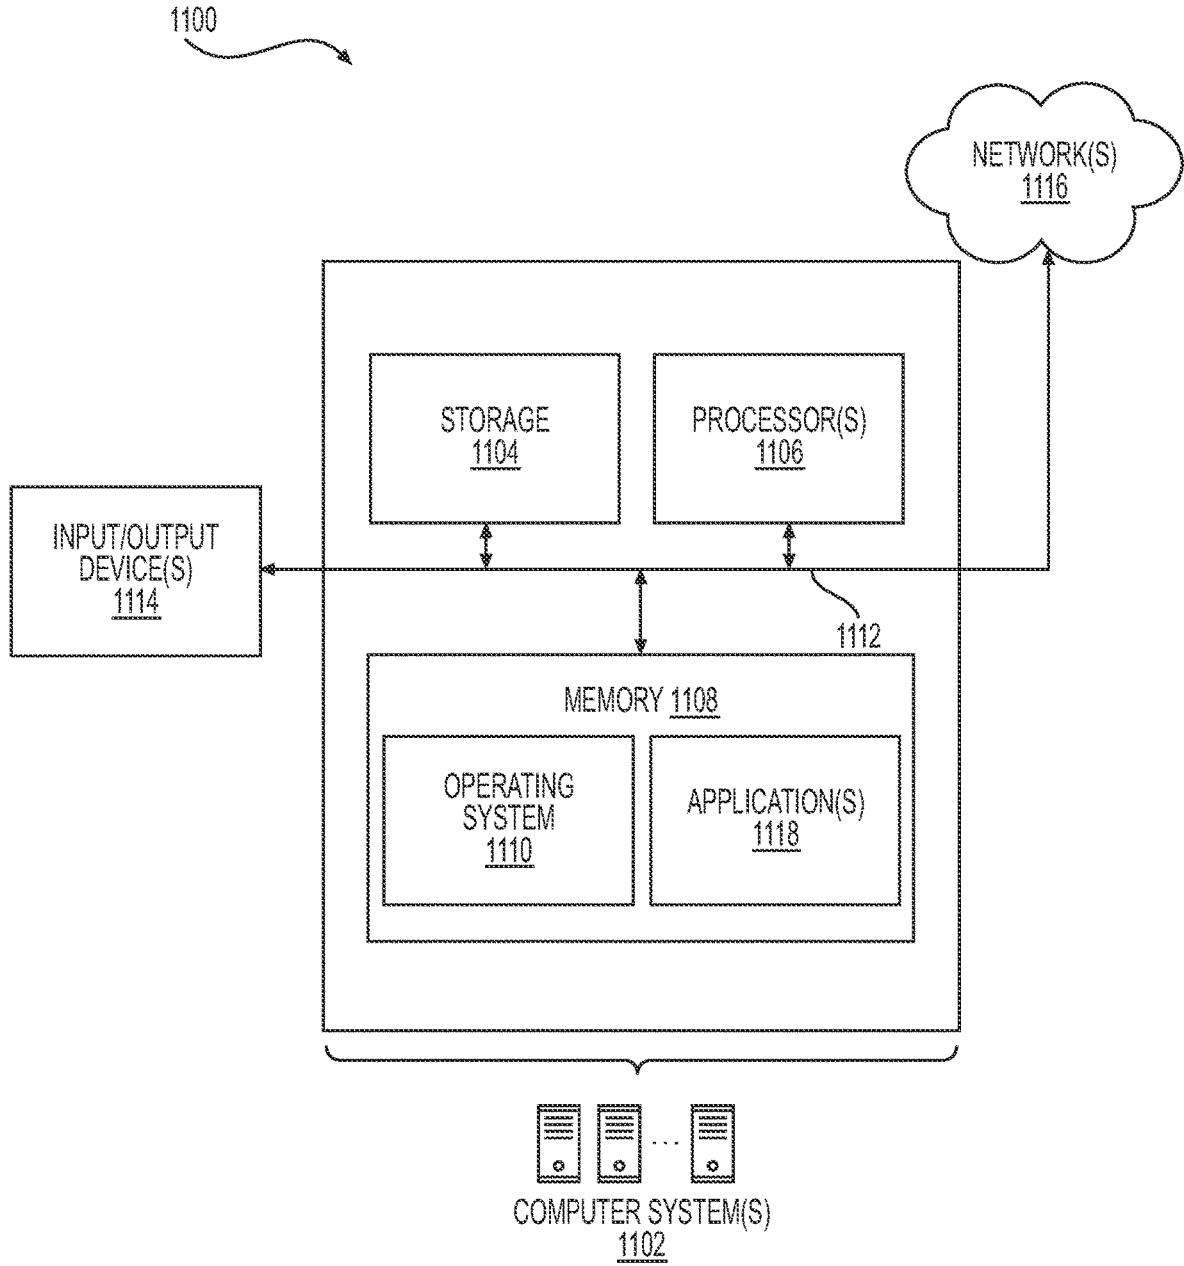 1100
NETWORK(S)
1116
STORAGE
1104
PROCESSOR(S)
1106
INPUT/OUTPUT
DEVICE(S)
1114
1112
MEMORY 1108
OPERATING
SYSTEM
1110
APPLICATION(S)
1118
...
COMPUTER SYSTEM(S)
1102